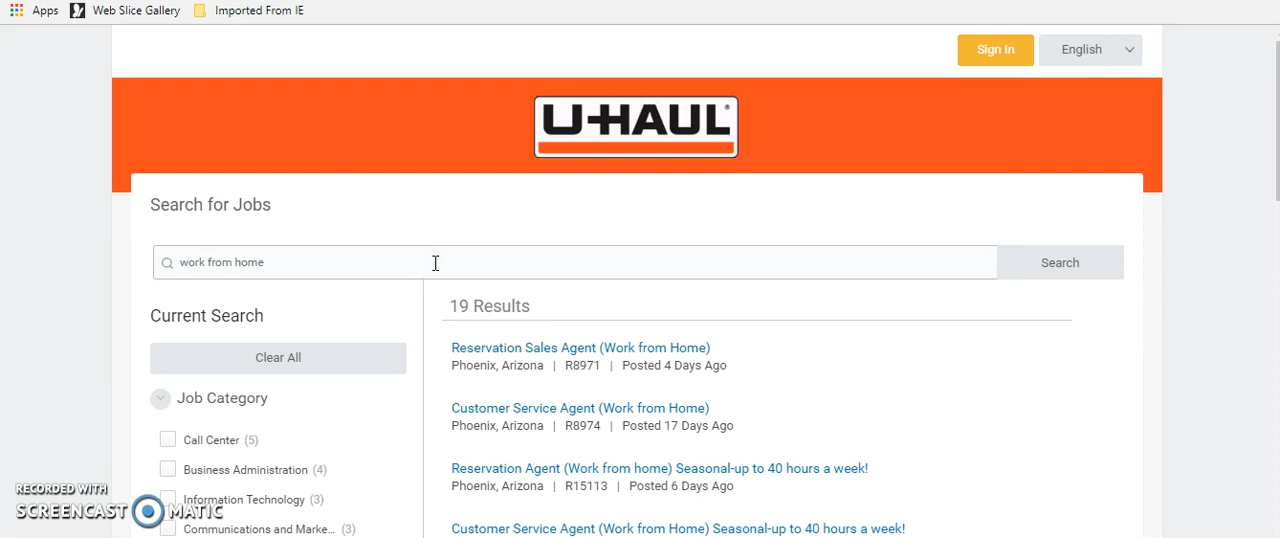 Apps Web Slice Gallery Imported From IE
Sign In English
U-HAUL®
Search for Jobs
work from home Search
Current Search
Clear All
Job Category
Call Center (5)
Business Administration (4)
Information Technology (3)
Communications and Marke... (3)
19 Results
Reservation Sales Agent (Work from Home)
Phoenix, Arizona | R8971 | Posted 4 Days Ago
Customer Service Agent (Work from Home)
Phoenix, Arizona | R8974 | Posted 17 Days Ago
Reservation Agent (Work from home) Seasonal-up to 40 hours a week!
Phoenix, Arizona | R15113 | Posted 6 Days Ago
Customer Service Agent (Work from Home) Seasonal-up to 40 hours a week!
RECORDED WITH
SCREENCAST MATIC